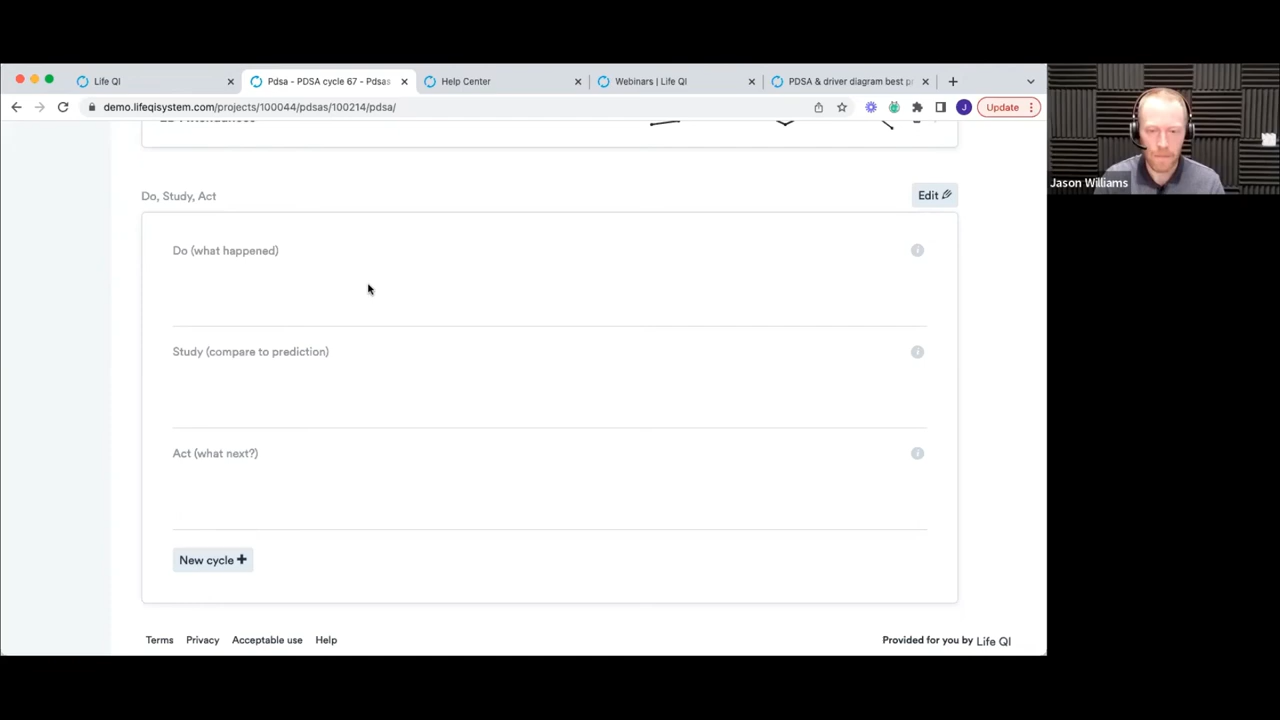 Life QI
Pdsa - PDSA cycle 67 - Pdsas
Help Center
Webinars | Life QI
PDSA & driver diagram best pr
demo.lifeqisystem.com/projects/100044/pdsas/100214/pdsa/
J
Update
Jason Williams
Do, Study, Act
Edit
Do (what happened)
Study (compare to prediction)
Act (what next?)
New cycle
Terms
Privacy
Acceptable use
Help
Provided for you by Life QI